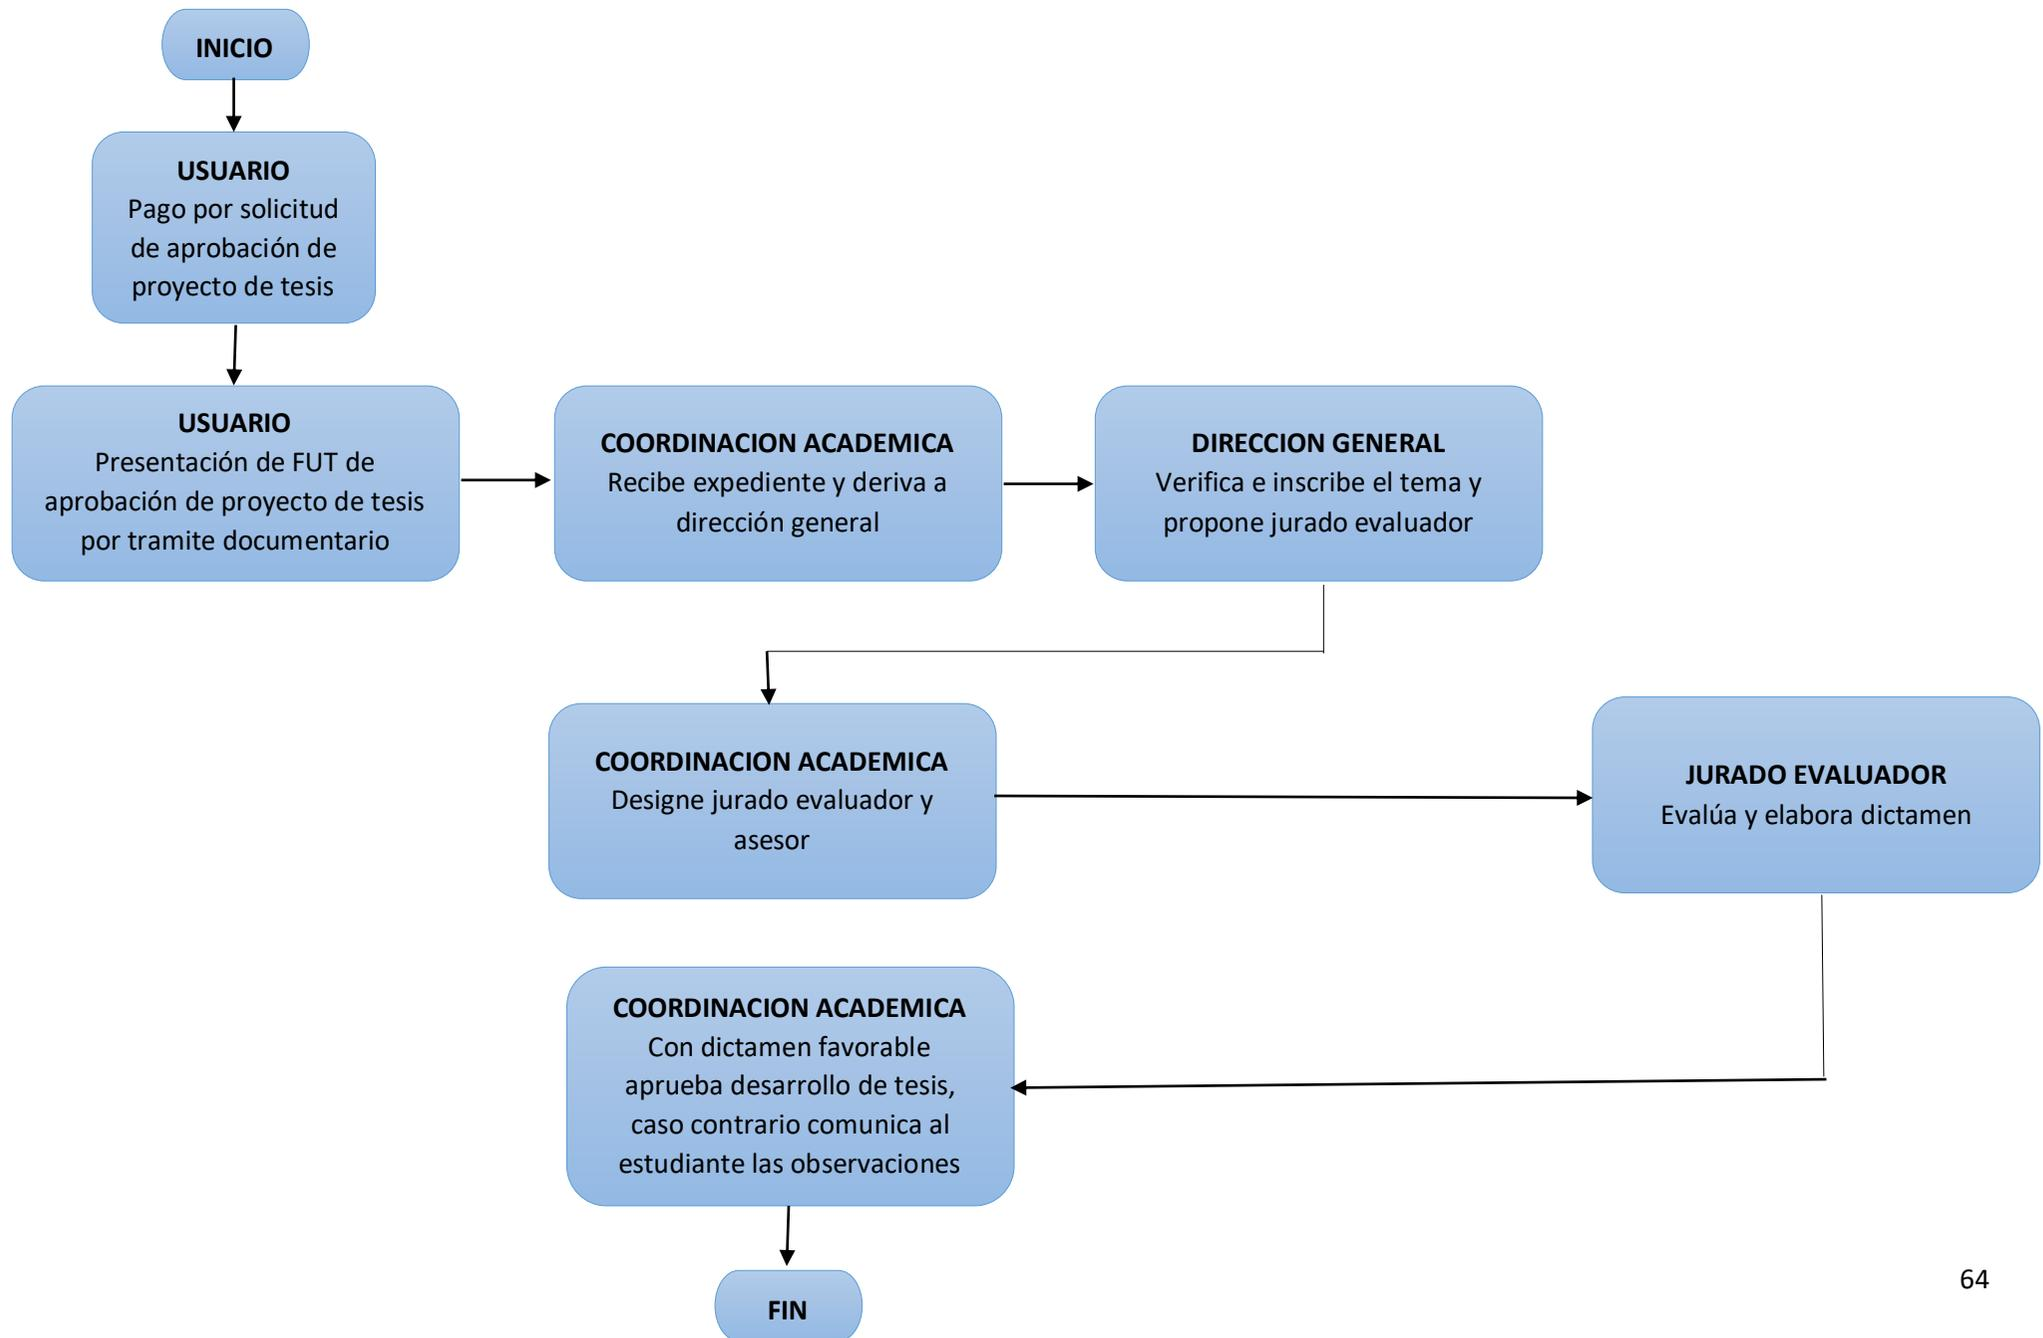 INICIO
USUARIO
Pago por solicitud
de aprobación de
proyecto de tesis
USUARIO
Presentación de FUT de
aprobación de proyecto de tesis
por tramite documentario
COORDINACION ACADEMICA
Recibe expediente y deriva a
dirección general
DIRECCION GENERAL
Verifica e inscribe el tema y
propone jurado evaluador
COORDINACION ACADEMICA
Designe jurado evaluador y
asesor
JURADO EVALUADOR
Evalúa y elabora dictamen
COORDINACION ACADEMICA
Con dictamen favorable
aprueba desarrollo de tesis,
caso contrario comunica al
estudiante las observaciones
FIN
64